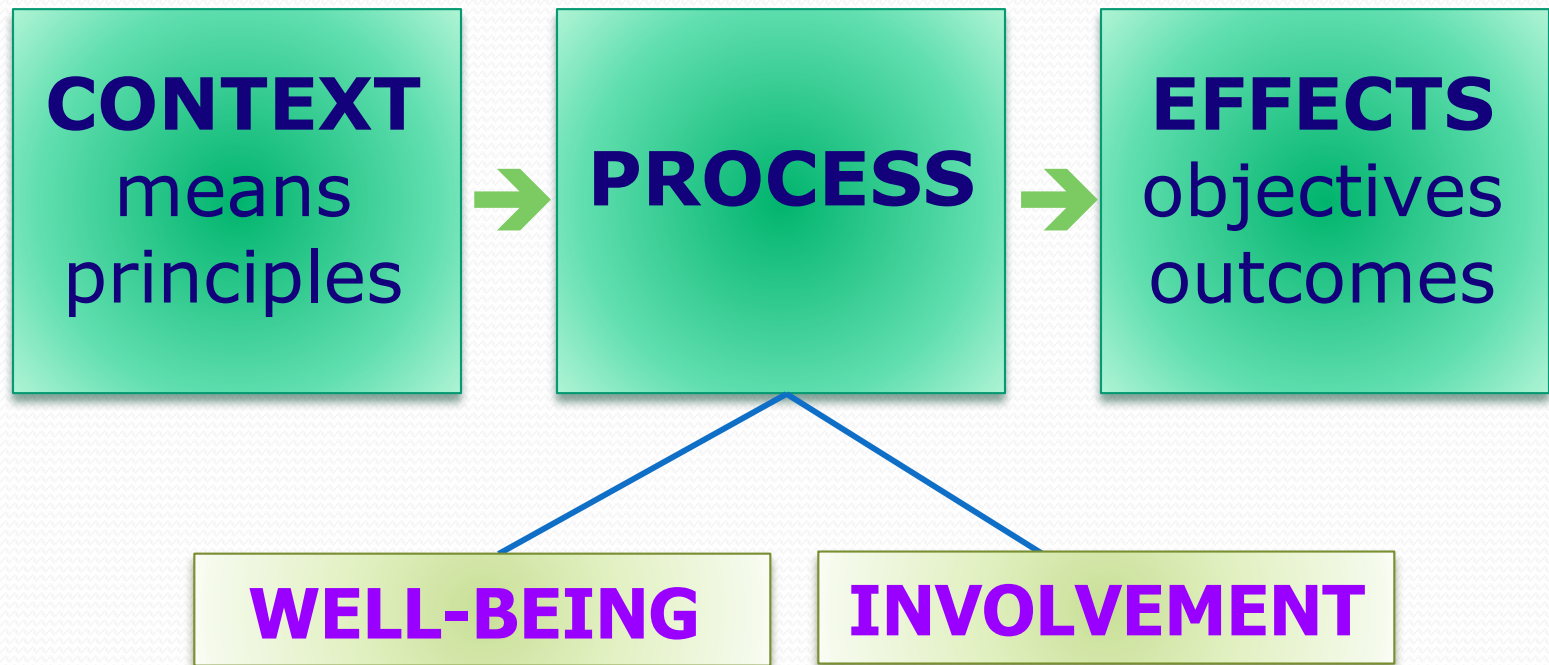 CONTEXT
means
principles
PROCESS
EFFECTS
objectives
outcomes
WELL-BEING
INVOLVEMENT